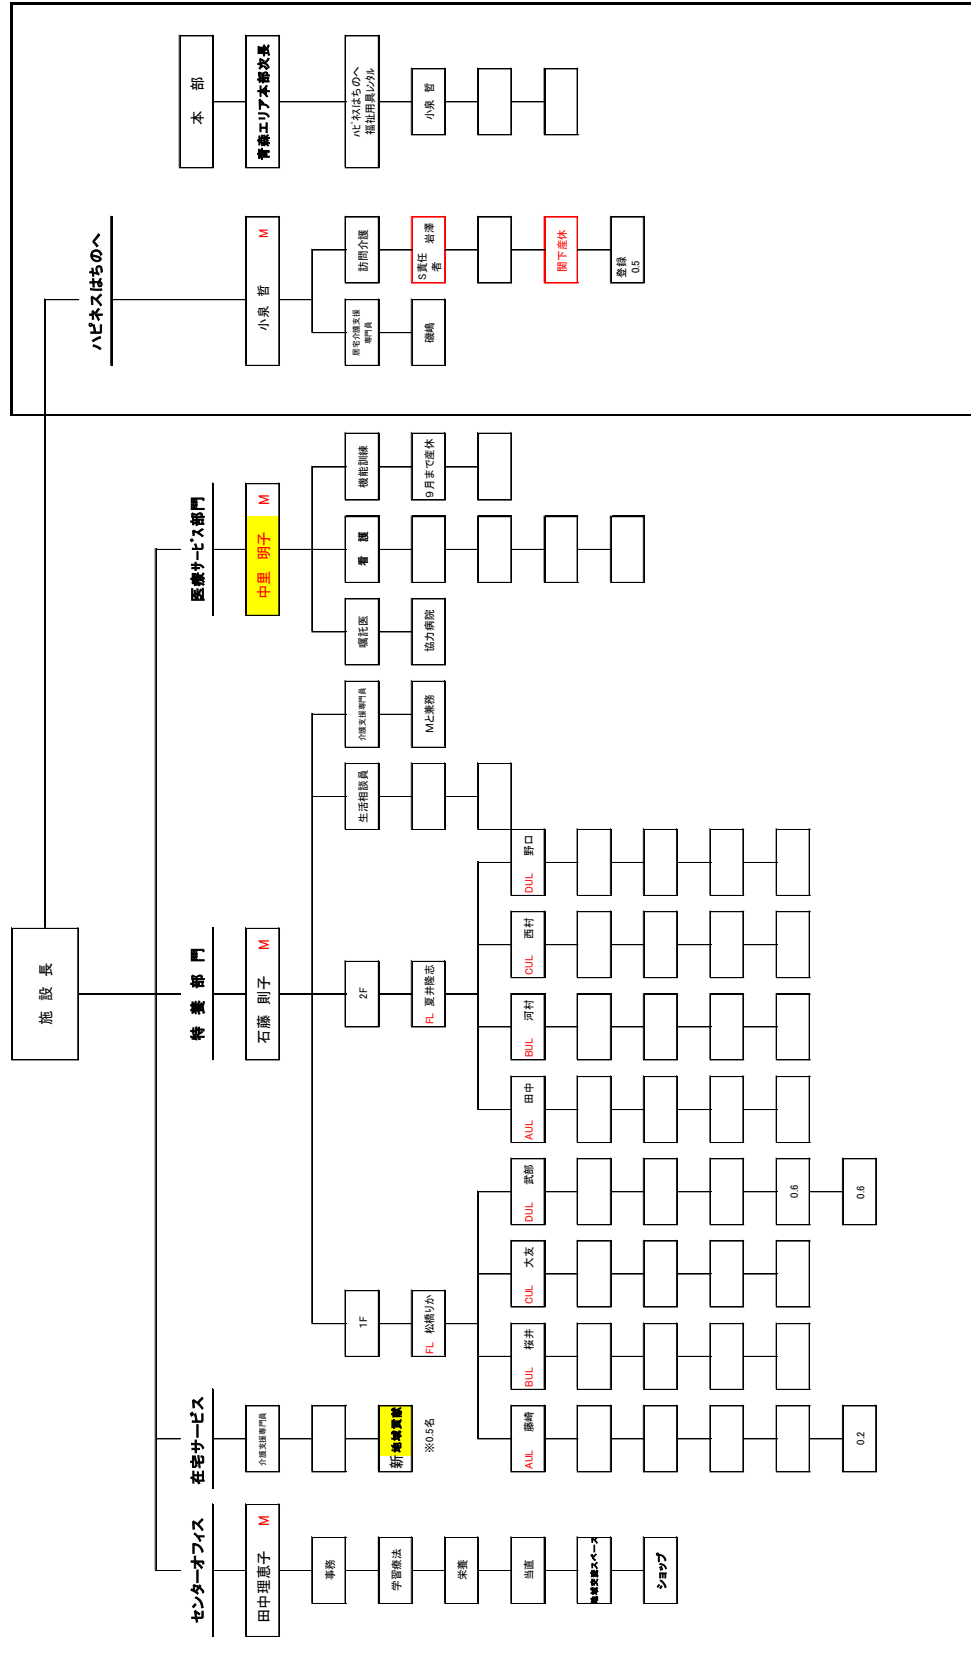 施 設 長
センターオフィス
田中理恵子 M
事務
学習療法
栄養
当直
地域交流スペース
ショップ
在宅サービス
介護支援専門員
新 地域貢献
※0.5名
特 養 部 門
石藤 則子 M
1F
FL 松橋りか
AUL 藤崎
0.2
BUL 桜井
CUL 大友
DUL 武部
0.6
0.6
2F
FL 夏井隆志
AUL 田中
BUL 河村
CUL 西村
DUL 野口
生活相談員
介護支援専門員
Mと兼務
医療サービス部門
中里 明子 M
嘱託医
協力病院
看 護
機能訓練
9月まで産休
ハピネスはちのへ
小泉 哲 M
居宅介護支援
専門員
磯嶋
訪問介護
S責任者 岩澤
関下産休
登録
0.5
本 部
青森エリア本部次長
ハピネスはちのへ
福祉用具レンタル
小泉 哲